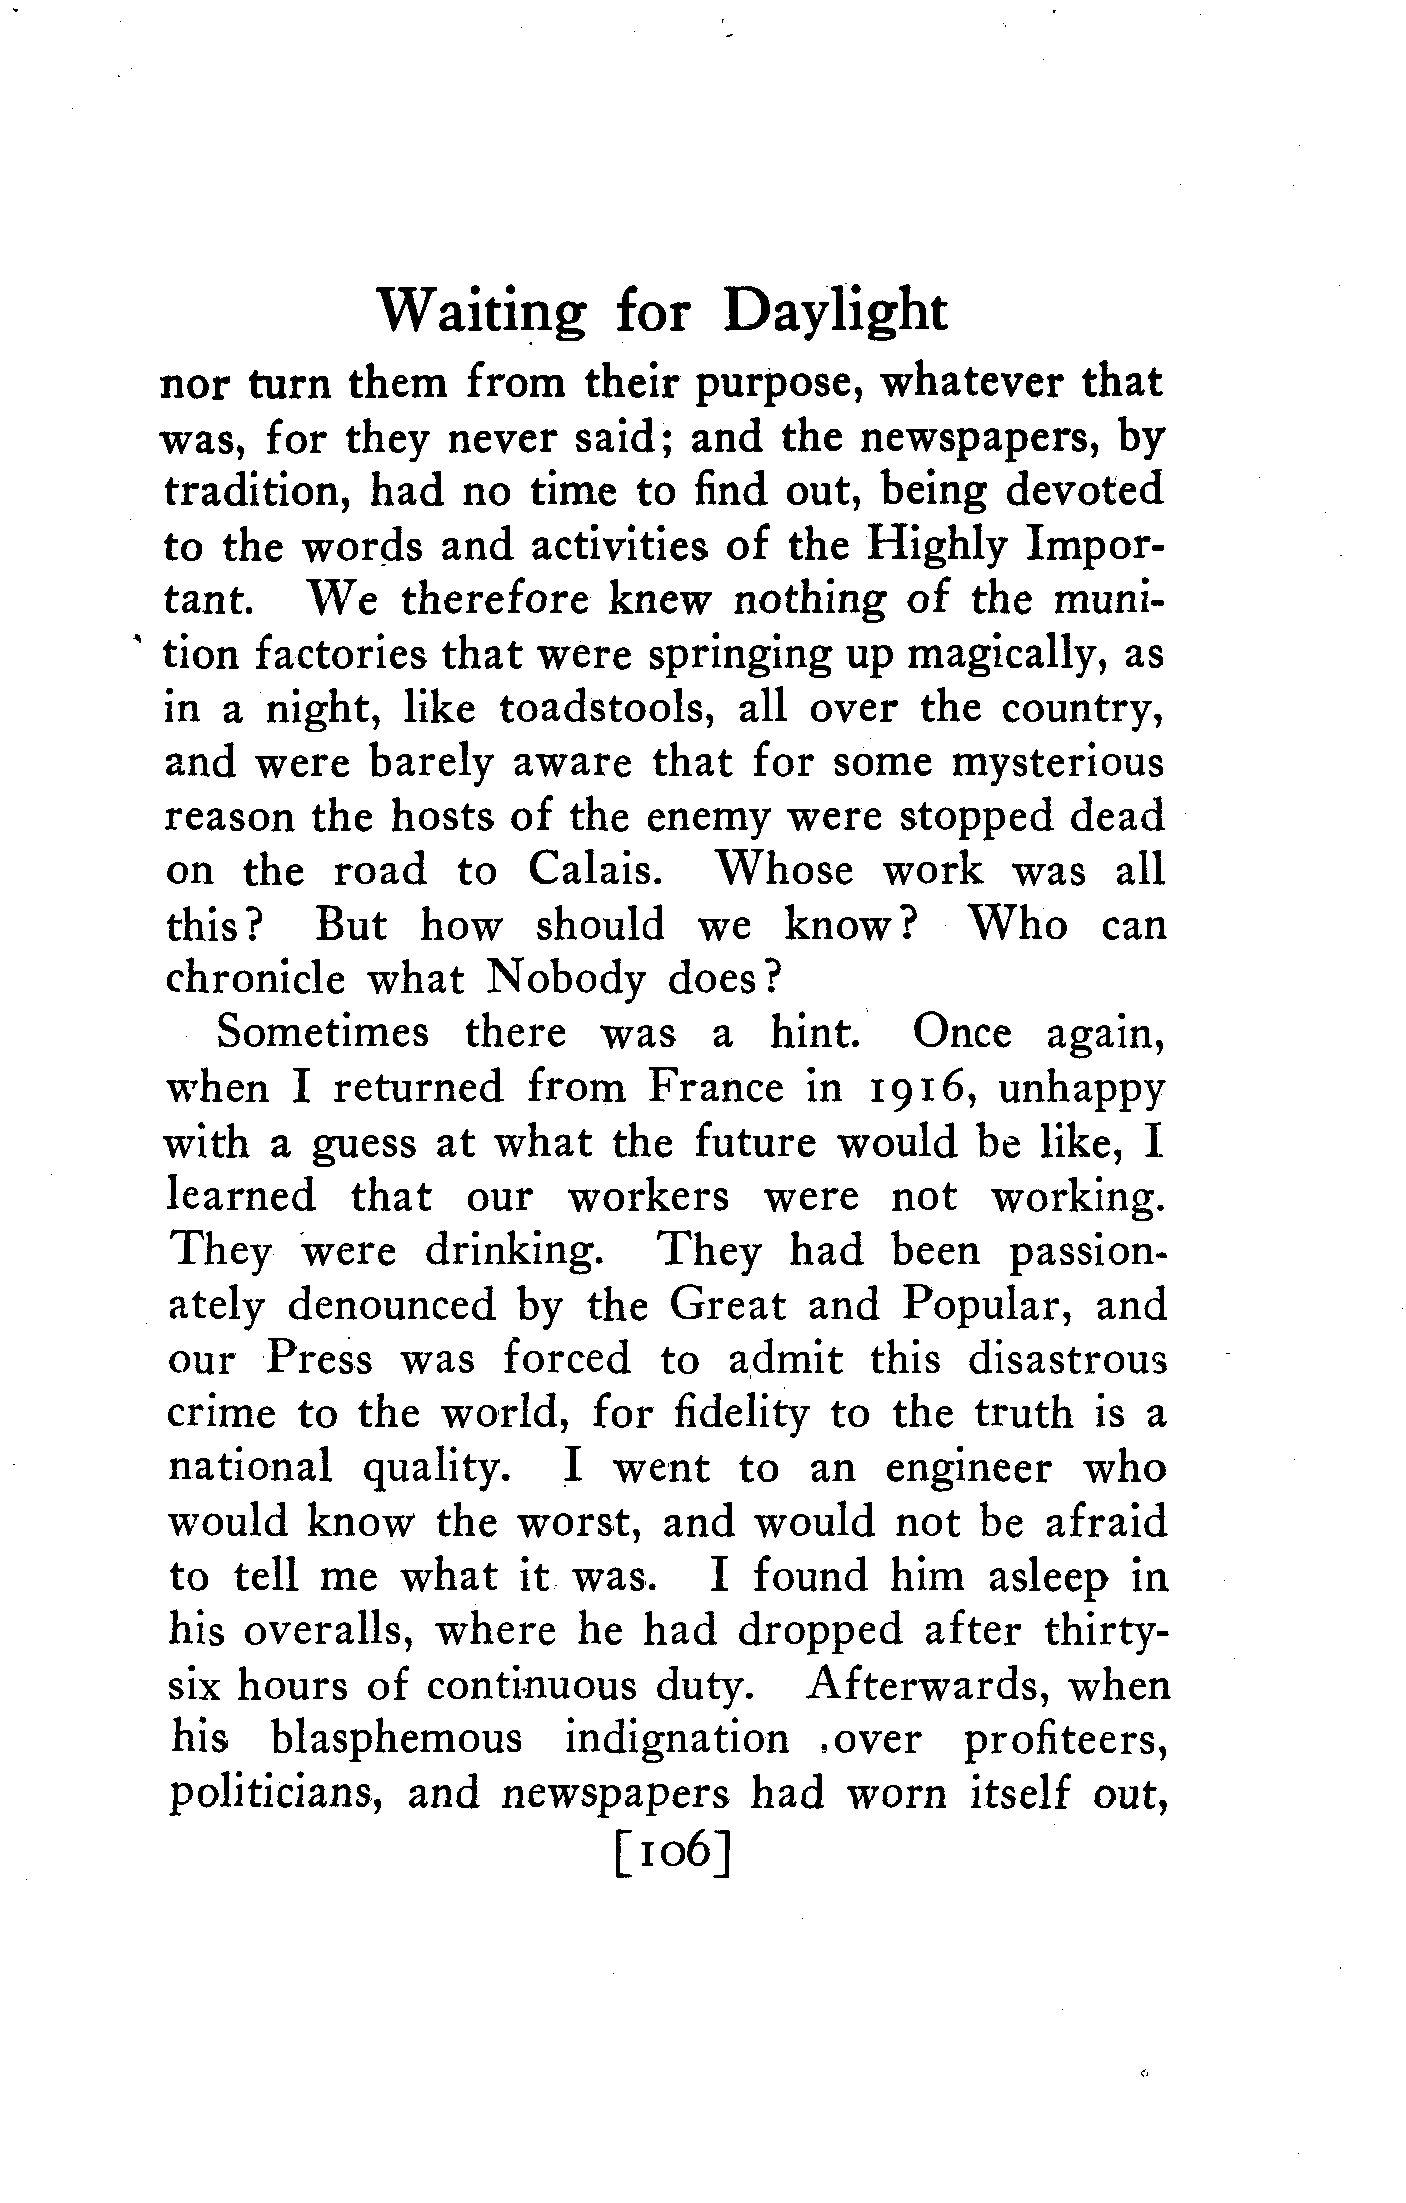 Waiting for Daylight
nor turn them from their purpose, whatever that
was, for they never said; and the newspapers, by
tradition, had no time to find out, being devoted
to the words and activities of the Highly Impor-
tant. We therefore knew nothing of the muni-
tion factories that were springing up magically, as
in a night, like toadstools, all over the country,
and were barely aware that for some mysterious
reason the hosts of the enemy were stopped dead
on the road to Calais. Whose work was all
this? But how should we know? Who can
chronicle what Nobody does?
Sometimes there was a hint. Once again,
when I returned from France in 1916, unhappy
with a guess at what the future would be like, I
learned that our workers were not working.
They were drinking. They had been passion-
ately denounced by the Great and Popular, and
our Press was forced to admit this disastrous
crime to the world, for fidelity to the truth is a
national quality. I went to an engineer who
would know the worst, and would not be afraid
to tell me what it was. I found him asleep in
his overalls, where he had dropped after thirty-
six hours of continuous duty. Afterwards, when
his blasphemous indignation over profiteers,
politicians, and newspapers had worn itself out,
[106]